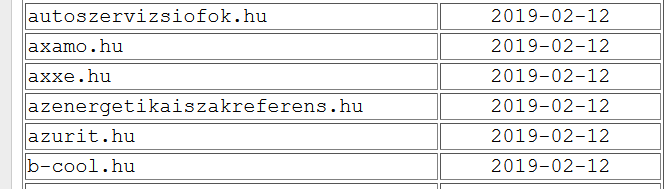 autoszervizsiofok.hu 2019-02-12
axamo.hu 2019-02-12
axxe.hu 2019-02-12
azenergetikaiszakreferens.hu 2019-02-12
azurit.hu 2019-02-12
b-cool.hu 2019-02-12